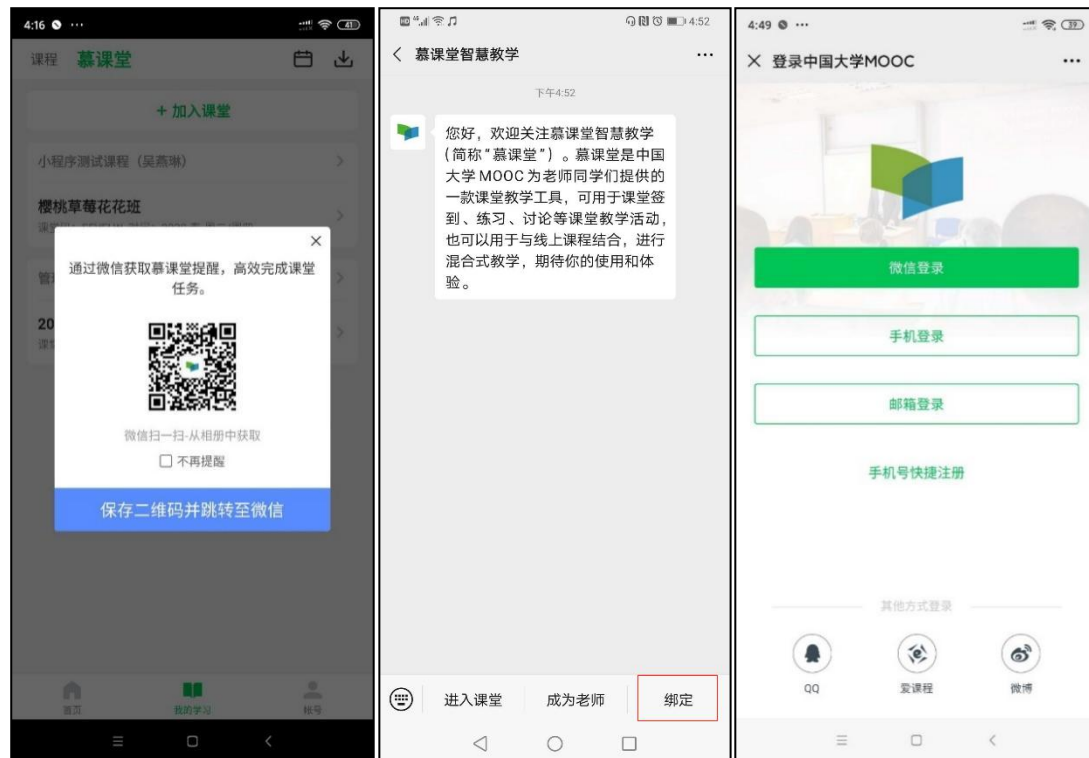 4:16
41
课程 慕课堂
+ 加入课堂
小程序测试课程（吴燕琳）
樱桃草莓花花班
通过微信获取慕课堂提醒，高效完成课堂
任务。
20
微信扫一扫-从相册中获取
不再提醒
保存二维码并跳转至微信
首页 我的学习 帐号
4:52
慕课堂智慧教学
下午4:52
您好，欢迎关注慕课堂智慧教学
（简称“慕课堂”）。慕课堂是中国
大学 MOOC 为老师同学们提供的
一款课堂教学工具，可用于课堂签
到、练习、讨论等课堂教学活动，
也可以用于与线上课程结合，进行
混合式教学，期待你的使用和体
验。
进入课堂 成为老师 绑定
4:49
39
登录中国大学MOOC
微信登录
手机登录
邮箱登录
手机号快捷注册
其他方式登录
QQ 爱课程 微博